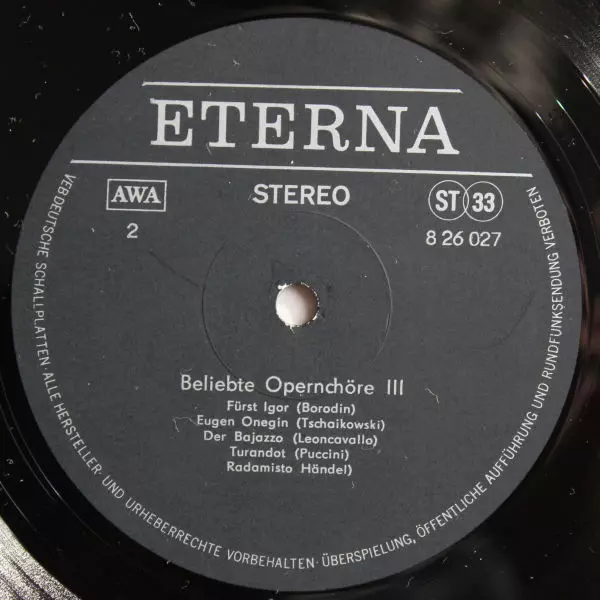 ETERNA
AWA
STEREO
ST 33
2
8 26 027
Beliebte Opernchöre III
Fürst Igor (Borodin)
Eugen Onegin (Tschaikowski)
Der Bajazzo (Leoncavallo)
Turandot (Puccini)
Radamisto Händel)
VEB DEUTSCHE SCHALLPLATTEN · ALLE HERSTELLER- UND URHEBERRECHTE VORBEHALTEN · ÜBERSPIELUNG, ÖFFENTLICHE AUFFÜHRUNG UND RUNDFUNKSENDUNG VERBOTEN